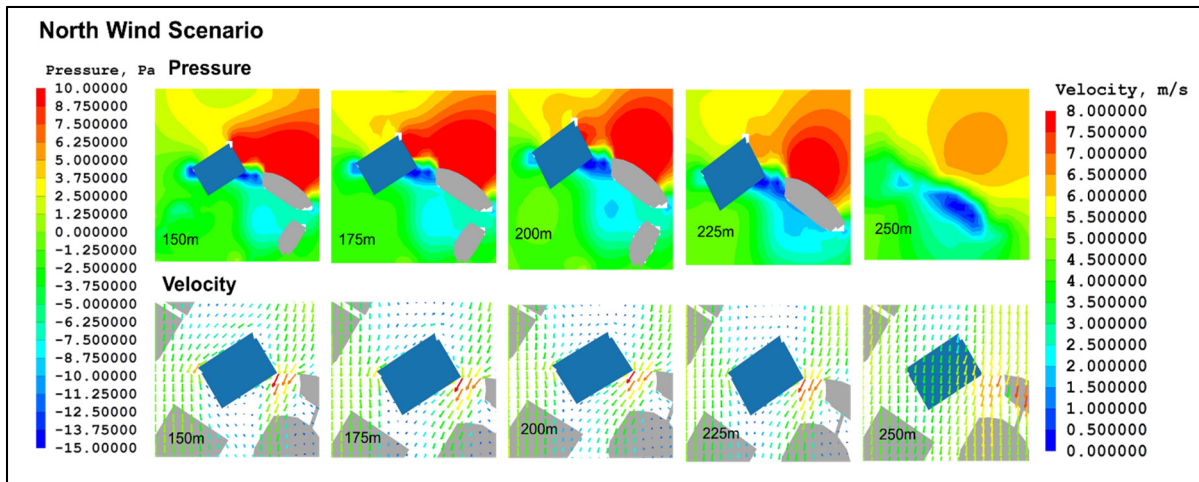 North Wind Scenario
Pressure, Pa
Pressure
10.00000
8.750000
7.500000
6.250000
5.000000
3.750000
2.500000
1.250000
0.000000
-1.250000
-2.500000
-3.750000
-5.000000
-6.250000
-7.500000
-8.750000
-10.00000
-11.25000
-12.50000
-13.75000
-15.00000
150m
175m
200m
225m
250m
Velocity
150m
175m
200m
225m
250m
Velocity, m/s
8.000000
7.500000
7.000000
6.500000
6.000000
5.500000
5.000000
4.500000
4.000000
3.500000
3.000000
2.500000
2.000000
1.500000
1.000000
0.500000
0.000000